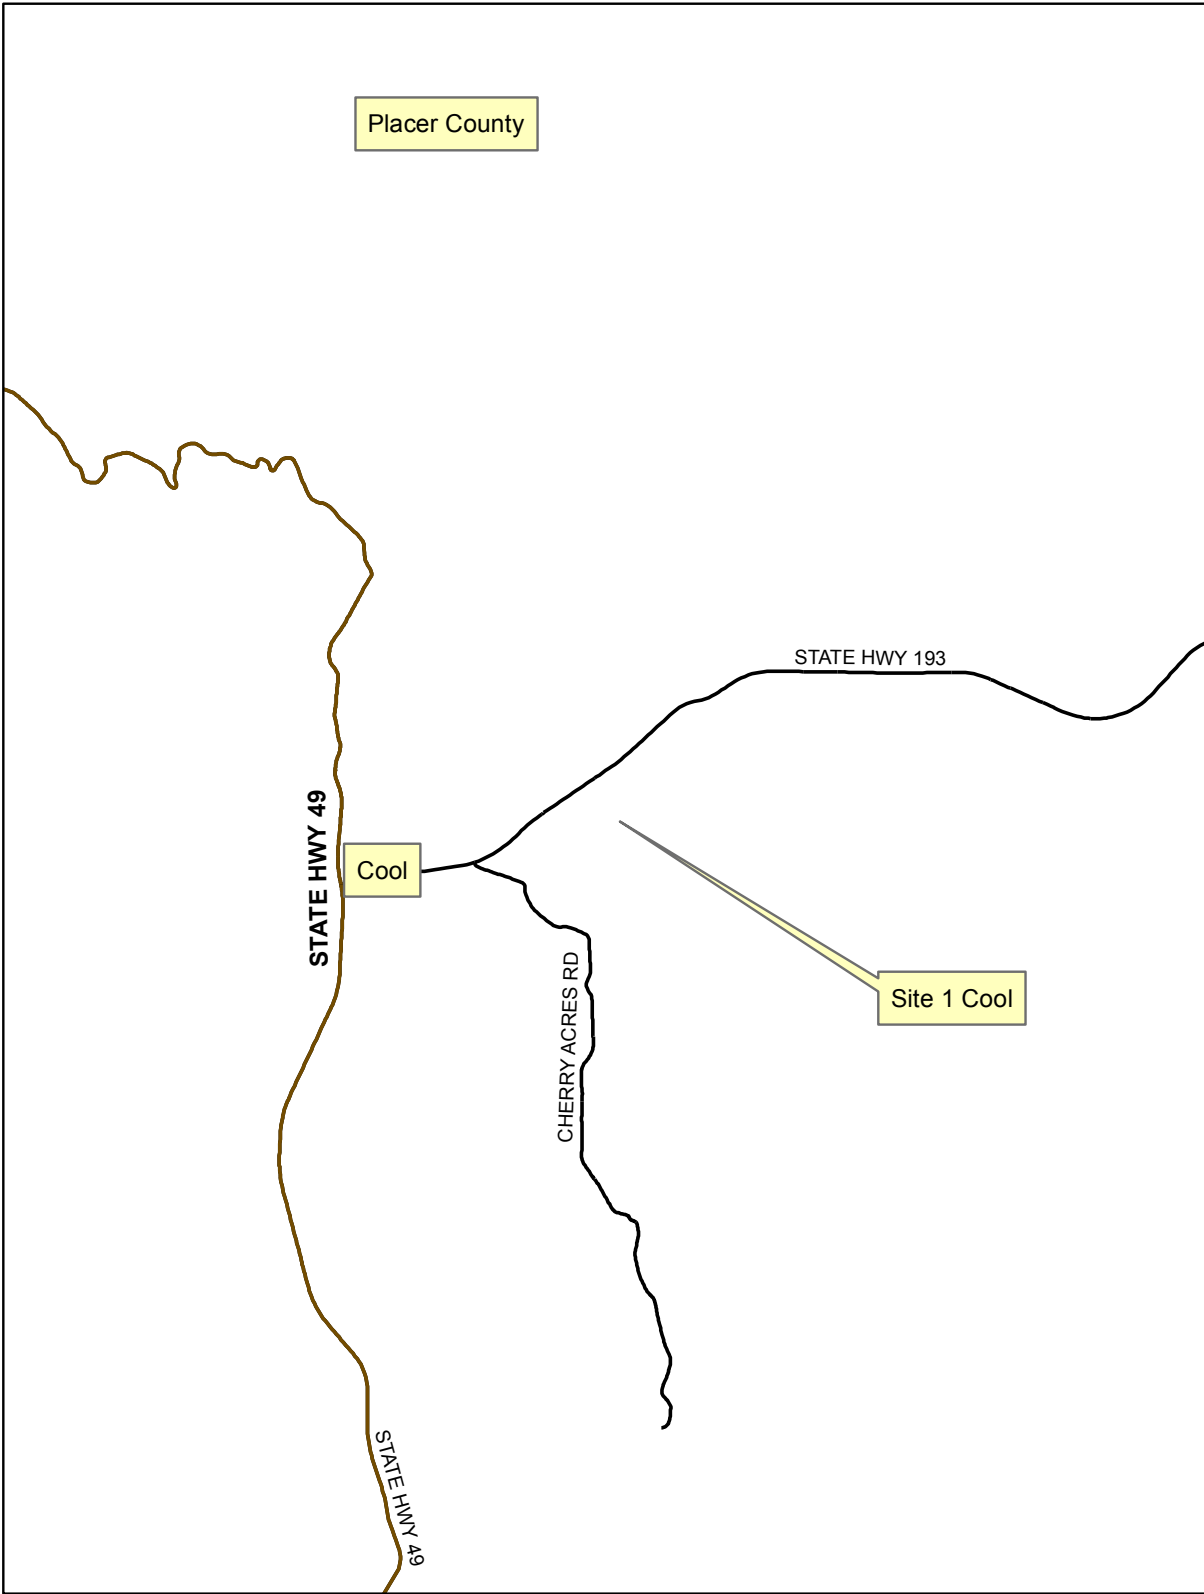 Placer County
STATE HWY 193
STATE HWY 49
Cool
CHERRY ACRES RD
Site 1 Cool
STATE HWY 49